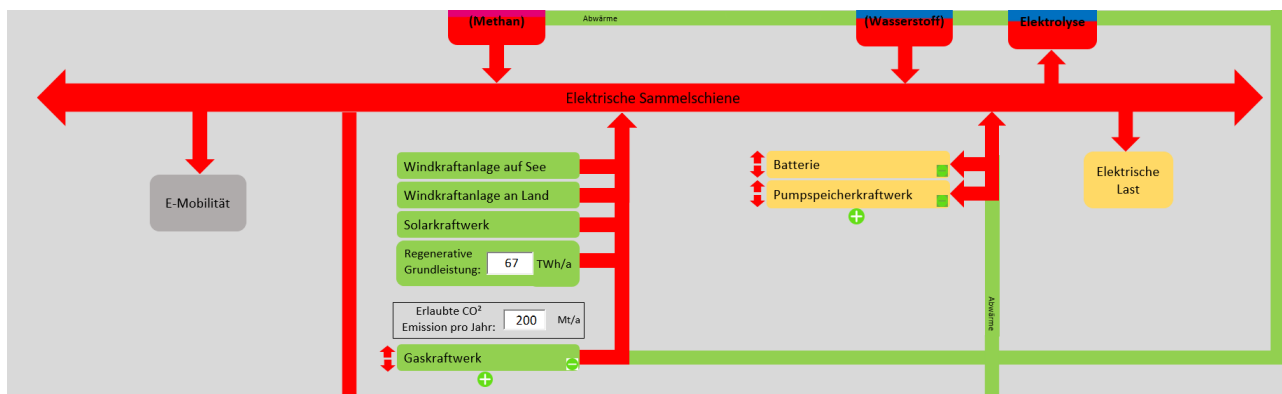 (Methan)
Abwärme
(Wasserstoff)
Elektrolyse
Elektrische Sammelschiene
Windkraftanlage auf See
Windkraftanlage an Land
Solarkraftwerk
Regenerative
Grundleistung: 67 TWh/a
Erlaubte CO²
Emission pro Jahr: 200 Mt/a
Gaskraftwerk
E-Mobilität
Batterie
Pumpspeicherkraftwerk
Elektrische
Last
Abwärme